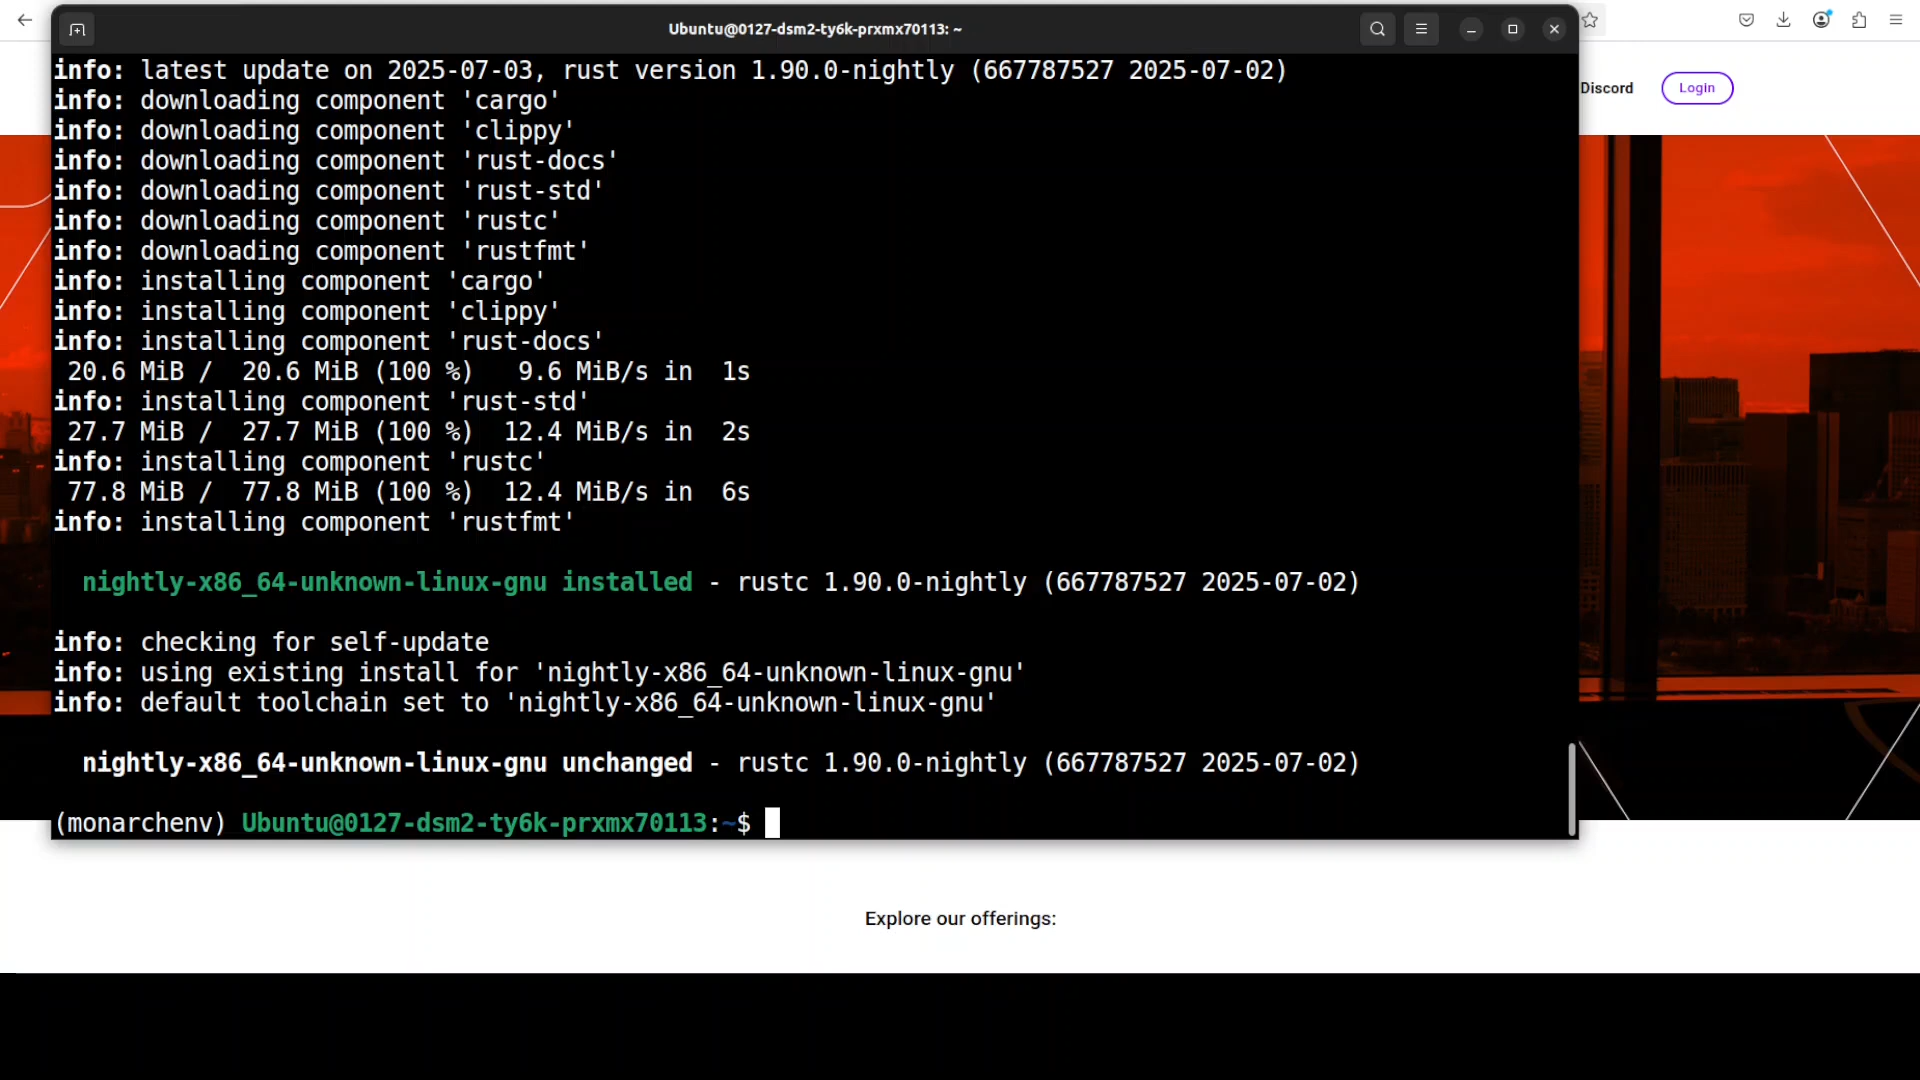 Ubuntu@0127-dsm2-ty6k-prxmx70113: ~
Discord
Login
info: latest update on 2025-07-03, rust version 1.90.0-nightly (667787527 2025-07-02)
info: downloading component 'cargo'
info: downloading component 'clippy'
info: downloading component 'rust-docs'
info: downloading component 'rust-std'
info: downloading component 'rustc'
info: downloading component 'rustfmt'
info: installing component 'cargo'
info: installing component 'clippy'
info: installing component 'rust-docs'
20.6 MiB / 20.6 MiB (100 %) 9.6 MiB/s in 1s
info: installing component 'rust-std'
27.7 MiB / 27.7 MiB (100 %) 12.4 MiB/s in 2s
info: installing component 'rustc'
77.8 MiB / 77.8 MiB (100 %) 12.4 MiB/s in 6s
info: installing component 'rustfmt'
nightly-x86_64-unknown-linux-gnu installed - rustc 1.90.0-nightly (667787527 2025-07-02)
info: checking for self-update
info: using existing install for 'nightly-x86_64-unknown-linux-gnu'
info: default toolchain set to 'nightly-x86_64-unknown-linux-gnu'
nightly-x86_64-unknown-linux-gnu unchanged - rustc 1.90.0-nightly (667787527 2025-07-02)
(monarchenv) Ubuntu@0127-dsm2-ty6k-prxmx70113:~$
Explore our offerings: